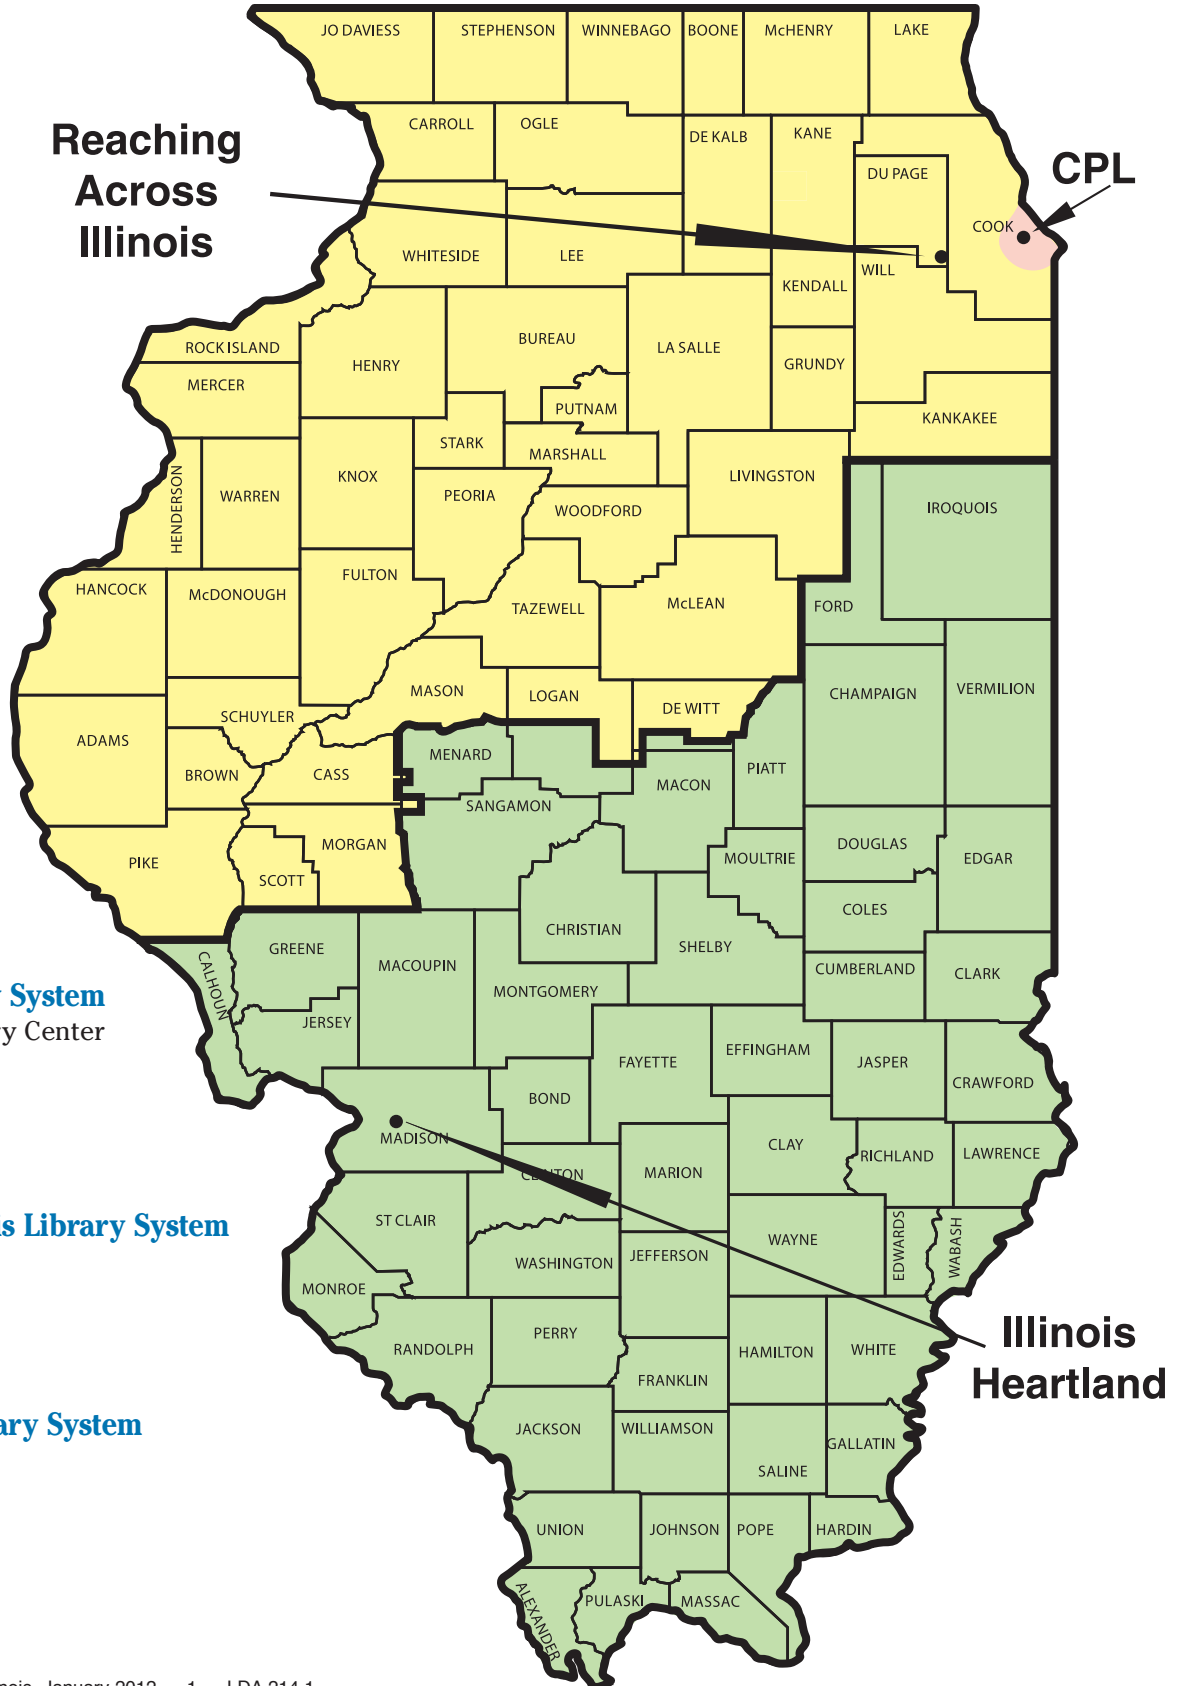 JO DAVIESS
STEPHENSON
WINNEBAGO
BOONE
McHENRY
LAKE
CARROLL
OGLE
DE KALB
KANE
Reaching
Across
Illinois
DU PAGE
CPL
COOK
WHITESIDE
LEE
WILL
KENDALL
ROCK ISLAND
HENRY
BUREAU
LA SALLE
GRUNDY
MERCER
PUTNAM
KANKAKEE
STARK
MARSHALL
KNOX
LIVINGSTON
HENDERSON
WARREN
PEORIA
WOODFORD
IROQUOIS
HANCOCK
McDONOUGH
FULTON
TAZEWELL
McLEAN
FORD
MASON
LOGAN
DE WITT
CHAMPAIGN
VERMILION
SCHUYLER
ADAMS
BROWN
CASS
MENARD
PIATT
MACON
SANGAMON
PIKE
MORGAN
SCOTT
MOULTRIE
DOUGLAS
EDGAR
COLES
CHRISTIAN
SHELBY
GREENE
CALHOUN
MACOUPIN
CUMBERLAND
CLARK
System
Center
MONTGOMERY
JERSEY
FAYETTE
EFFINGHAM
JASPER
CRAWFORD
BOND
MADISON
CLINTON
MARION
CLAY
RICHLAND
LAWRENCE
Library System
ST CLAIR
WASHINGTON
JEFFERSON
WAYNE
EDWARDS
WABASH
MONROE
RANDOLPH
PERRY
HAMILTON
WHITE
Illinois
Heartland
FRANKLIN
System
JACKSON
WILLIAMSON
SALINE
GALLATIN
UNION
JOHNSON
POPE
HARDIN
ALEXANDER
PULASKI
MASSAC